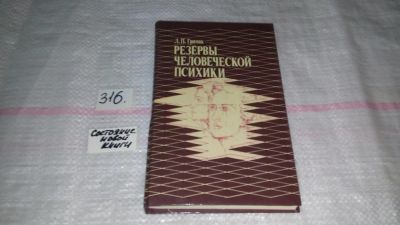 Л. П. Гримак
РЕЗЕРВЫ
ЧЕЛОВЕЧЕСКОЙ
ПСИХИКИ
316.
Состояние
новой
книги